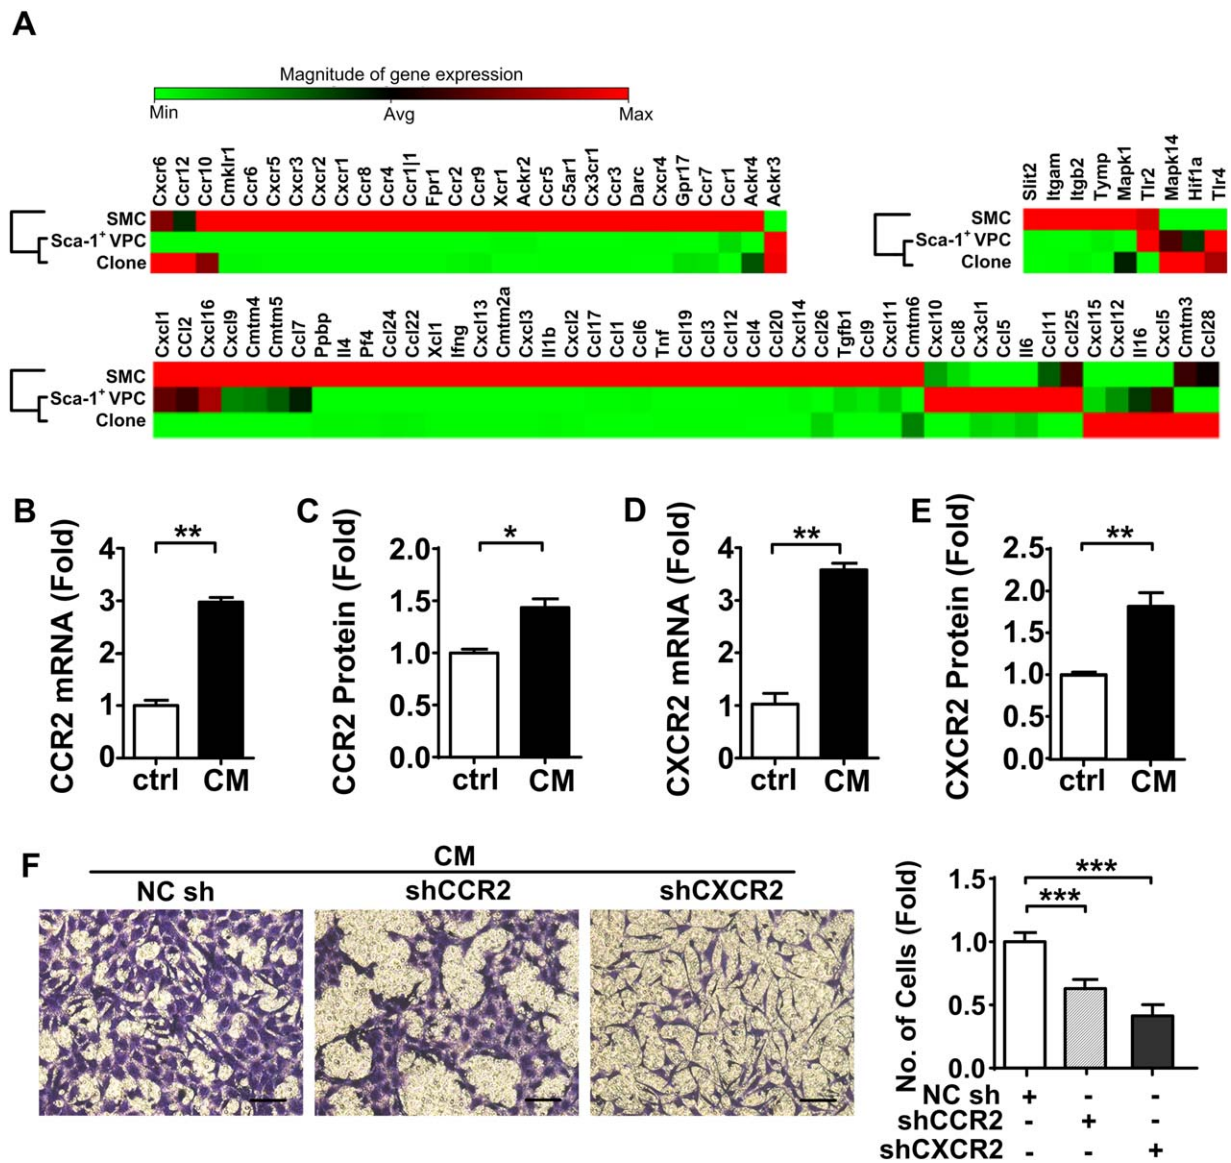 A
Magnitude of gene expression
Min Avg Max
Cxcr6 Ccr12 Ccr10 Cmklr1 Ccr6 Cxcr5 Cxcr3 Cxcr2 Cxcr1 Ccr8 Ccr4 Ccr1|1 Fpr1 Ccr2 Ccr9 Xcr1 Ackr2 Ccr5 C5ar1 Cx3cr1 Ccr3 Darc Cxcr4 Gpr17 Ccr7 Ccr1 Ackr4 Ackr3
SMC
Sca-1+ VPC
Clone
Slit2 Itgam Itgb2 Tymp Mapk1 Tlr2 Mapk14 Hif1a Tlr4
SMC
Sca-1+ VPC
Clone
Cxcl1 Ccl2 Cxcl16 Cxcl9 Cmtm4 Cmtm5 Ccl7 Ppbp Il4 Pf4 Ccl24 Ccl22 Xcl1 Ifng Cxcl13 Cmtm2a Cxcl3 Il1b Cxcl2 Ccl17 Ccl1 Ccl6 Tnf Ccl19 Ccl3 Ccl12 Ccl4 Ccl20 Cxcl14 Ccl26 Tgfb1 Ccl9 Cxcl11 Cmtm6 Cxcl10 Ccl8 Cx3cl1 Ccl5 Il6 Ccl11 Ccl25 Cxcl15 Cxcl12 Il16 Cxcl5 Cmtm3 Ccl28
SMC
Sca-1+ VPC
Clone
B
CCR2 mRNA (Fold)
**
4
3
2
1
0
ctrl CM
C
CCR2 Protein (Fold)
*
2.0
1.5
1.0
0.5
0.0
ctrl CM
D
CXCR2 mRNA (Fold)
**
4
3
2
1
0
ctrl CM
E
CXCR2 Protein (Fold)
**
2.5
2.0
1.5
1.0
0.5
0.0
ctrl CM
F
CM
NC sh shCCR2 shCXCR2
No. of Cells (Fold)
***
***
1.5
1.0
0.5
0.0
NC sh + - -
shCCR2 - + -
shCXCR2 - - +